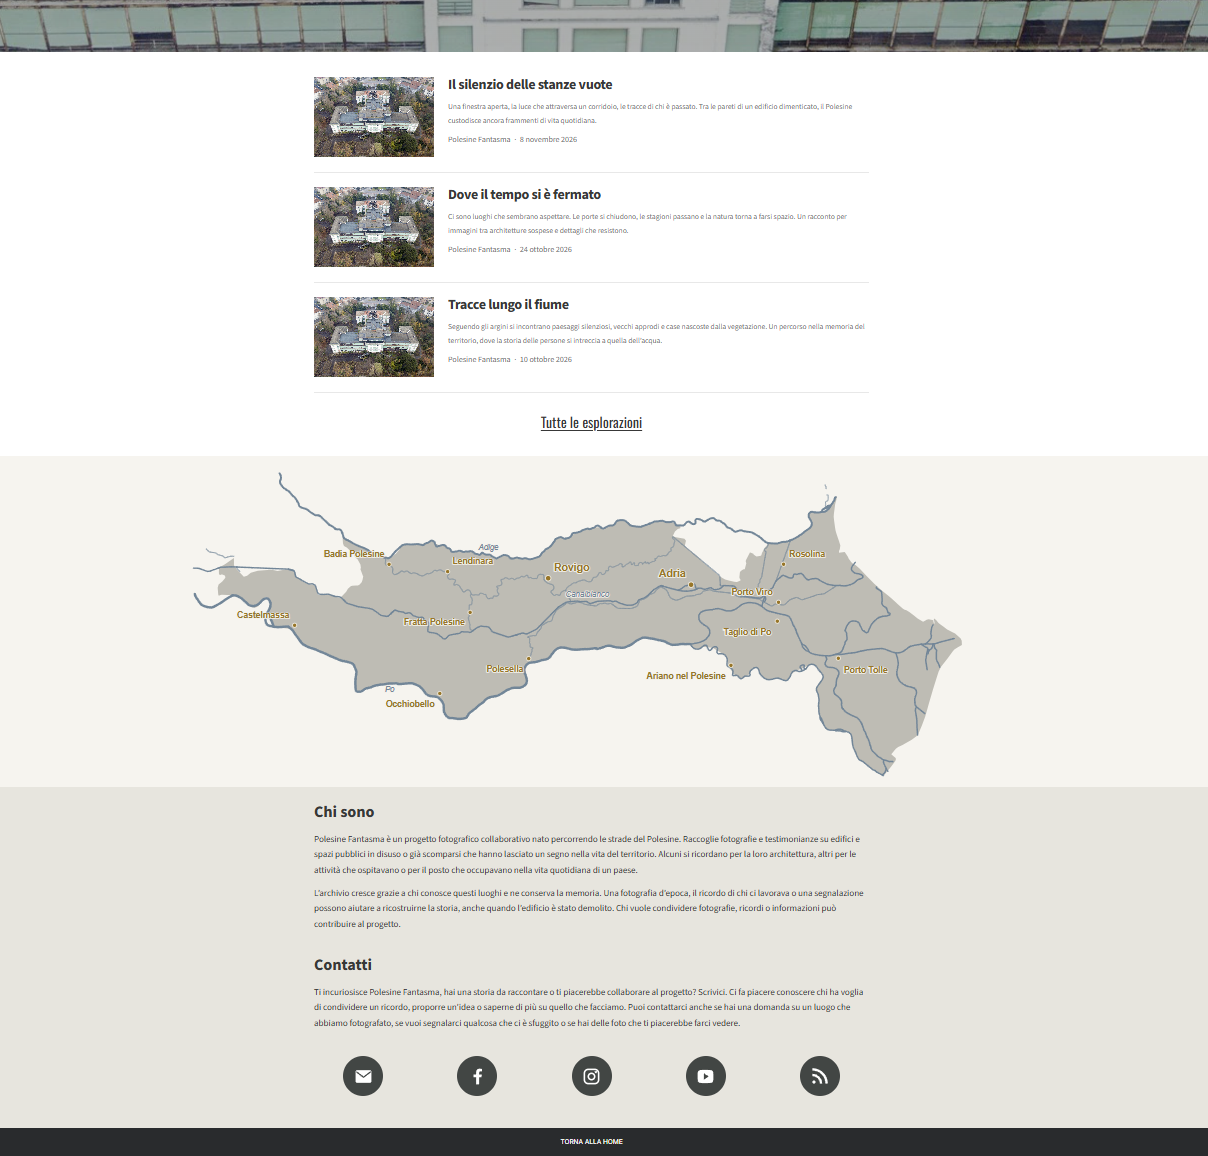 Il silenzio delle stanze vuote
Una finestra aperta, la luce che attraversa un corridoio, le tracce di chi è passato. Tra le pareti di un edificio dimenticato, il Polesine
custodisce ancora frammenti di vita quotidiana.
Polesine Fantasma · 8 novembre 2026
Dove il tempo si è fermato
Ci sono luoghi che sembrano aspettare. Le porte si chiudono, le stagioni passano e la natura torna a farsi spazio. Un racconto per
immagini tra architetture sospese e dettagli che resistono.
Polesine Fantasma · 24 ottobre 2026
Tracce lungo il fiume
Seguendo gli argini si incontrano paesaggi silenziosi, vecchi approdi e case nascoste dalla vegetazione. Un percorso nella memoria del
territorio, dove la storia delle persone si intreccia a quella dell'acqua.
Polesine Fantasma · 10 ottobre 2026
Tutte le esplorazioni
Badia Polesine
Adige
Lendinara
Rovigo
Adria
Rosolina
Canalbianco
Porto Viro
Castelmassa
Fratta Polesine
Taglio di Po
Polesella
Ariano nel Polesine
Porto Tolle
Po
Occhiobello
Chi sono
Polesine Fantasma è un progetto fotografico collaborativo nato percorrendo le strade del Polesine. Raccoglie fotografie e testimonianze su edifici e
spazi pubblici in disuso o già scomparsi che hanno lasciato un segno nella vita del territorio. Alcuni si ricordano per la loro architettura, altri per le
attività che ospitavano o per il posto che occupavano nella vita quotidiana di un paese.
L'archivio cresce grazie a chi conosce questi luoghi e ne conserva la memoria. Una fotografia d'epoca, il ricordo di chi ci lavorava o una segnalazione
possono aiutare a ricostruirne la storia, anche quando l'edificio è stato demolito. Chi vuole condividere fotografie, ricordi o informazioni può
contribuire al progetto.
Contatti
Ti incuriosisce Polesine Fantasma, hai una storia da raccontare o ti piacerebbe collaborare al progetto? Scrivici. Ci fa piacere conoscere chi ha voglia
di condividere un ricordo, proporre un'idea o saperne di più su quello che facciamo. Puoi contattarci anche se hai una domanda su un luogo che
abbiamo fotografato, se vuoi segnalarci qualcosa che ci è sfuggito o se hai delle foto che ti piacerebbe farci vedere.
TORNA ALLA HOME